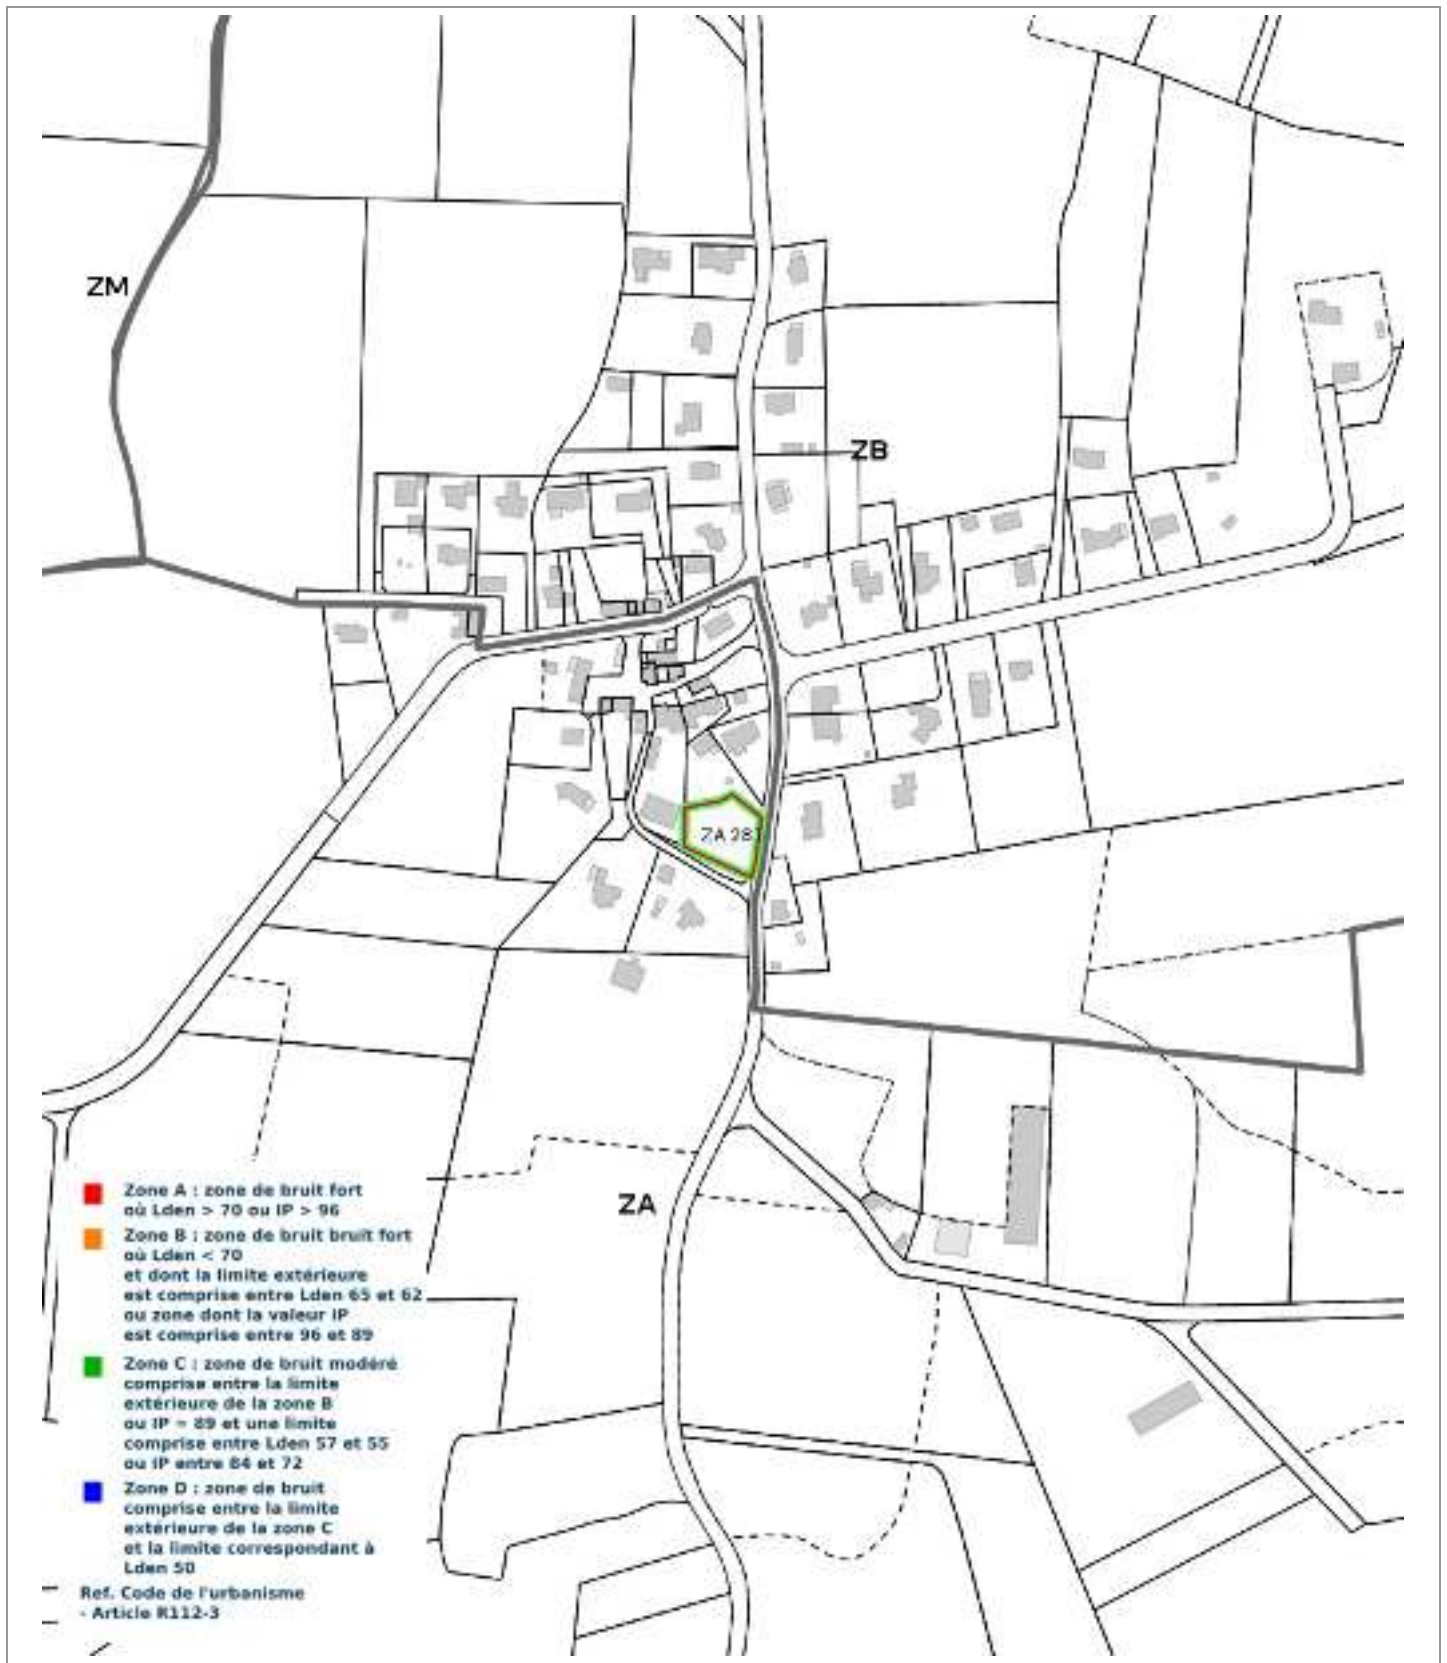 ZM
ZB
ZA 28
ZA
Zone A : zone de bruit fort
où Lden > 70 ou IP > 96
Zone B : zone de bruit bruit fort
où Lden < 70
et dont la limite extérieure
est comprise entre Lden 65 et 62
ou zone dont la valeur IP
est comprise entre 96 et 89
Zone C : zone de bruit modéré
comprise entre la limite
extérieure de la zone B
ou IP = 89 et une limite
comprise entre Lden 57 et 55
ou IP entre 84 et 72
Zone D : zone de bruit
comprise entre la limite
extérieure de la zone C
et la limite correspondant à
Lden 50
Ref. Code de l'urbanisme
- Article R112-3